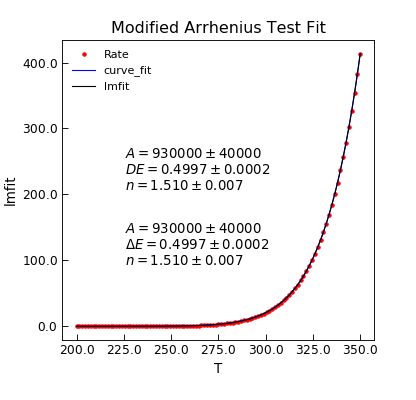 Modified Arrhenius Test Fit
Rate
curve_fit
lmfit
A = 930000 ± 40000
DE = 0.4997 ± 0.0002
n = 1.510 ± 0.007
A = 930000 ± 40000
ΔE = 0.4997 ± 0.0002
n = 1.510 ± 0.007
lmfit
400.0
300.0
200.0
100.0
0.0
200.0 225.0 250.0 275.0 300.0 325.0 350.0
T